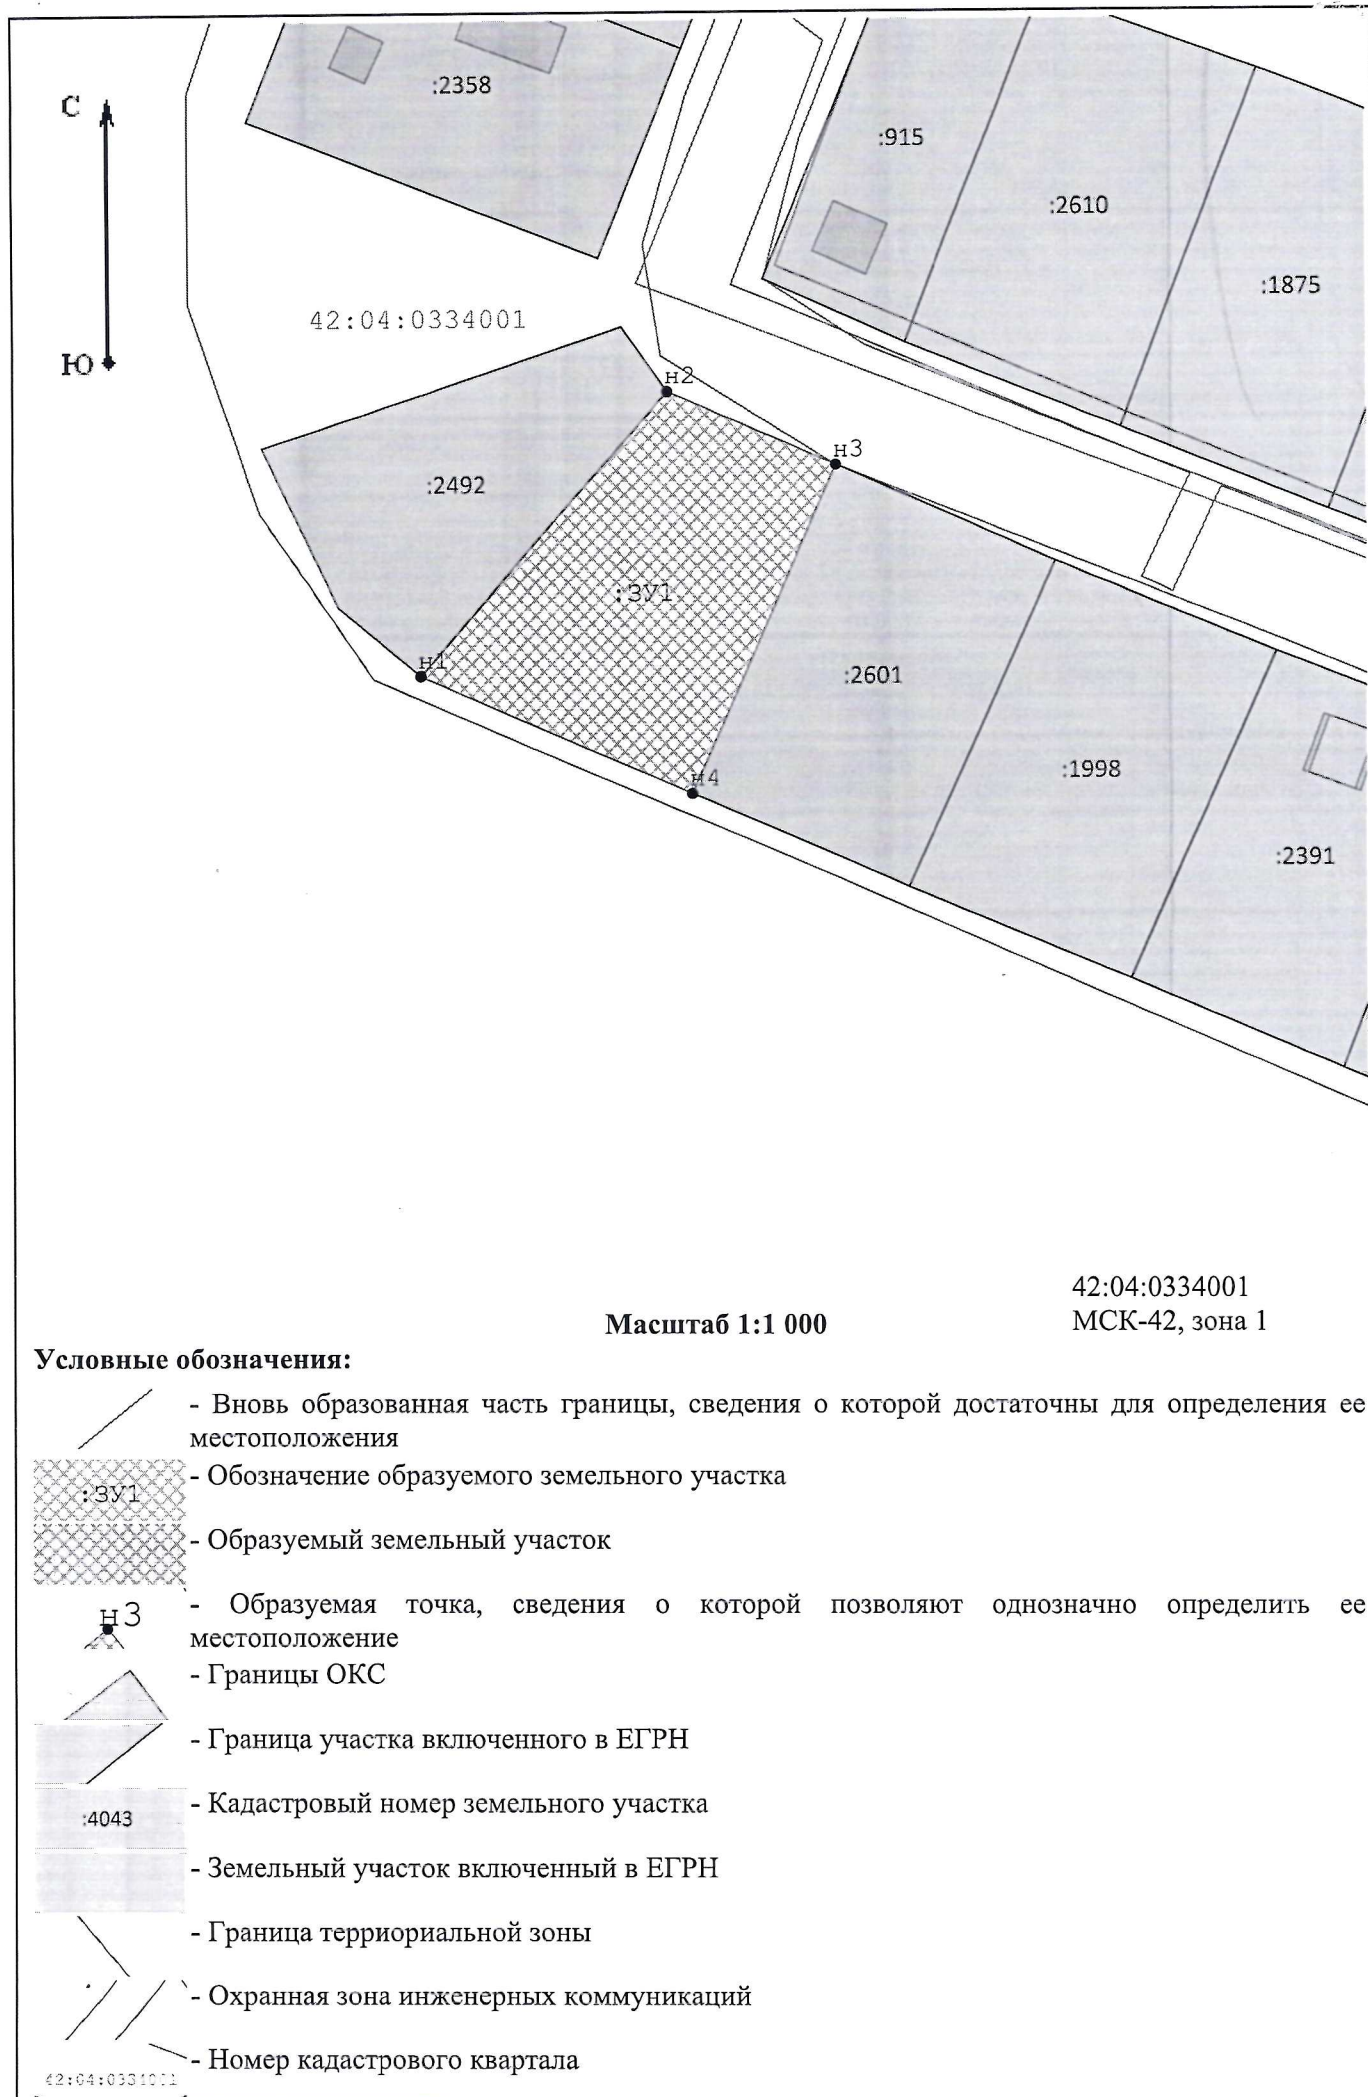 С
:2358
:915
:2610
:1875
42:04:0334001
Ю
н2
н3
:2492
:ЗУ1
н1
:2601
н4
:1998
:2391
42:04:0334001
Масштаб 1:1 000
МСК-42, зона 1
Условные обозначения:
- Вновь образованная часть границы, сведения о которой достаточны для определения ее
местоположения
:ЗУ1
- Обозначение образуемого земельного участка
- Образуемый земельный участок
н3
- Образуемая точка, сведения о которой позволяют однозначно определить ее
местоположение
- Границы ОКС
- Граница участка включенного в ЕГРН
:4043
- Кадастровый номер земельного участка
- Земельный участок включенный в ЕГРН
- Граница терриориальной зоны
- Охранная зона инженерных коммуникаций
- Номер кадастрового квартала
42:04:0334001